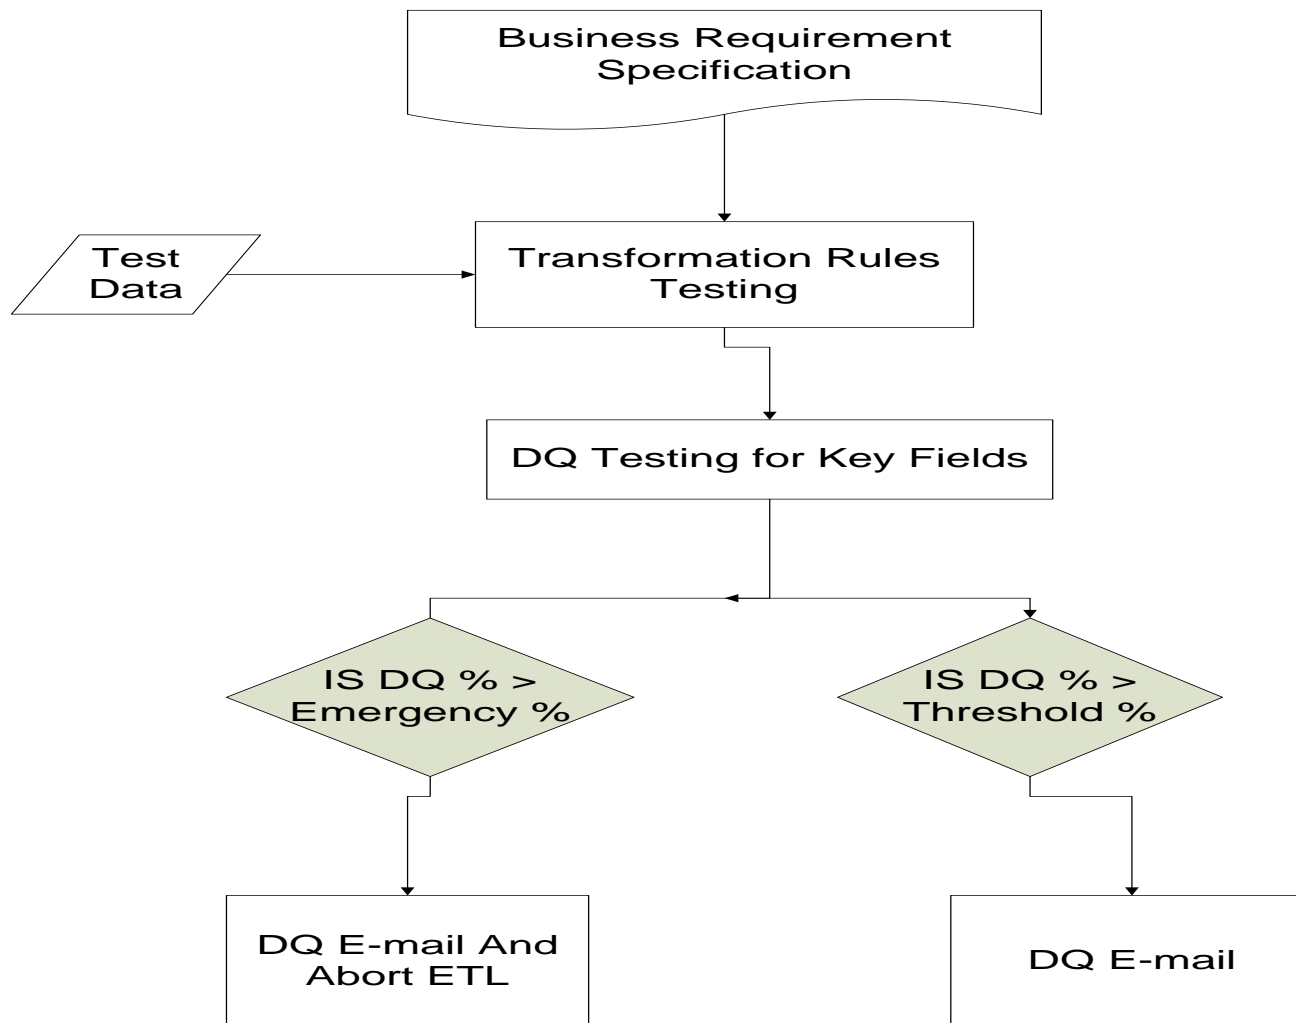 Business Requirement
Specification
Test
Data
Transformation Rules
Testing
DQ Testing for Key Fields
IS DQ % >
Emergency %
IS DQ % >
Threshold %
DQ E-mail And
Abort ETL
DQ E-mail